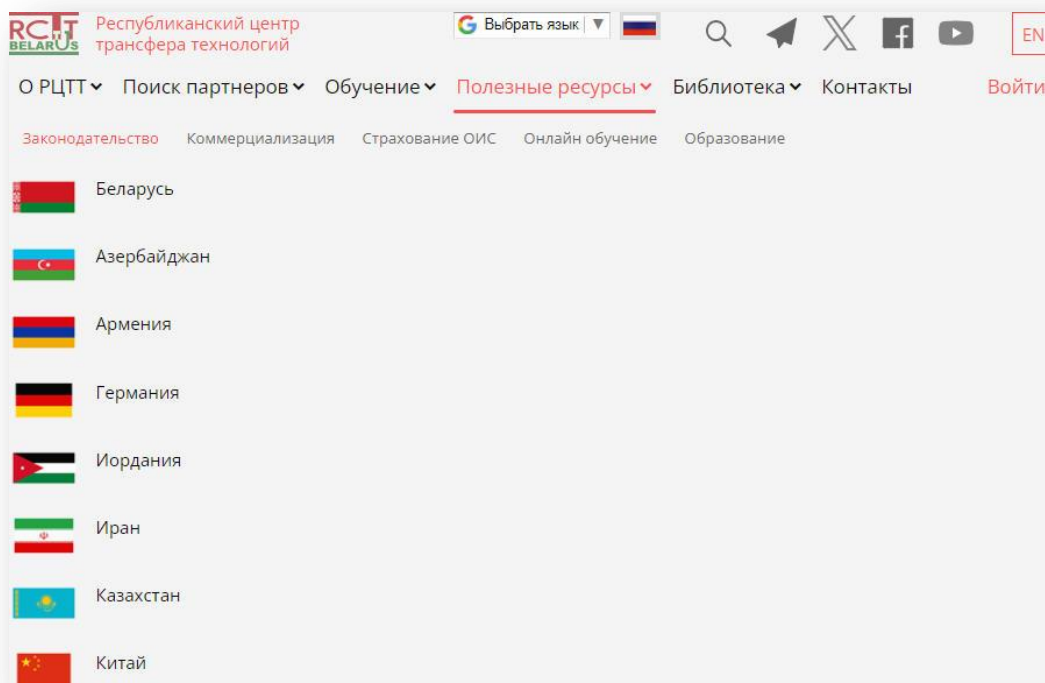 RCTT
BELARUS
Республиканский центр
трансфера технологий
Выбрать язык ▼
EN
О РЦТТ Поиск партнеров Обучение Полезные ресурсы Библиотека Контакты Войти
Законодательство Коммерциализация Страхование ОИС Онлайн обучение Образование
Беларусь
Азербайджан
Армения
Германия
Иордания
Иран
Казахстан
Китай